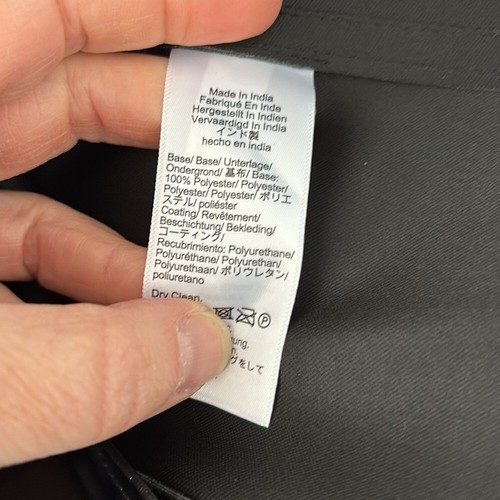 Made In India
Fabriqué En Inde
Hergestellt In Indien
Vervaardigd In India
インド製
hecho en india
Base/ Base/ Unterlage/
Ondergrond/ 基布/ Base:
100% Polyester/ Polyester/
Polyester/ Polyester/ ポリエ
ステル/ poliéster
Coating/ Revêtement/
Beschichtung/ Bekleding/
コーティング/
Recubrimiento: Polyurethane/
Polyuréthane/ Polyurethan/
Polyurethaan/ ポリウレタン/
poliuretano
Dry Clean.
P